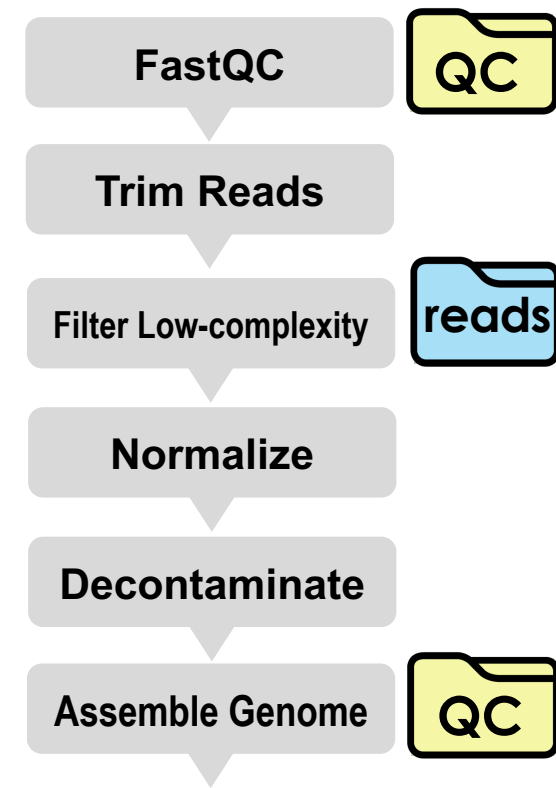 FastQC
QC
Trim Reads
Filter Low-complexity
reads
Normalize
Decontaminate
Assemble Genome
QC